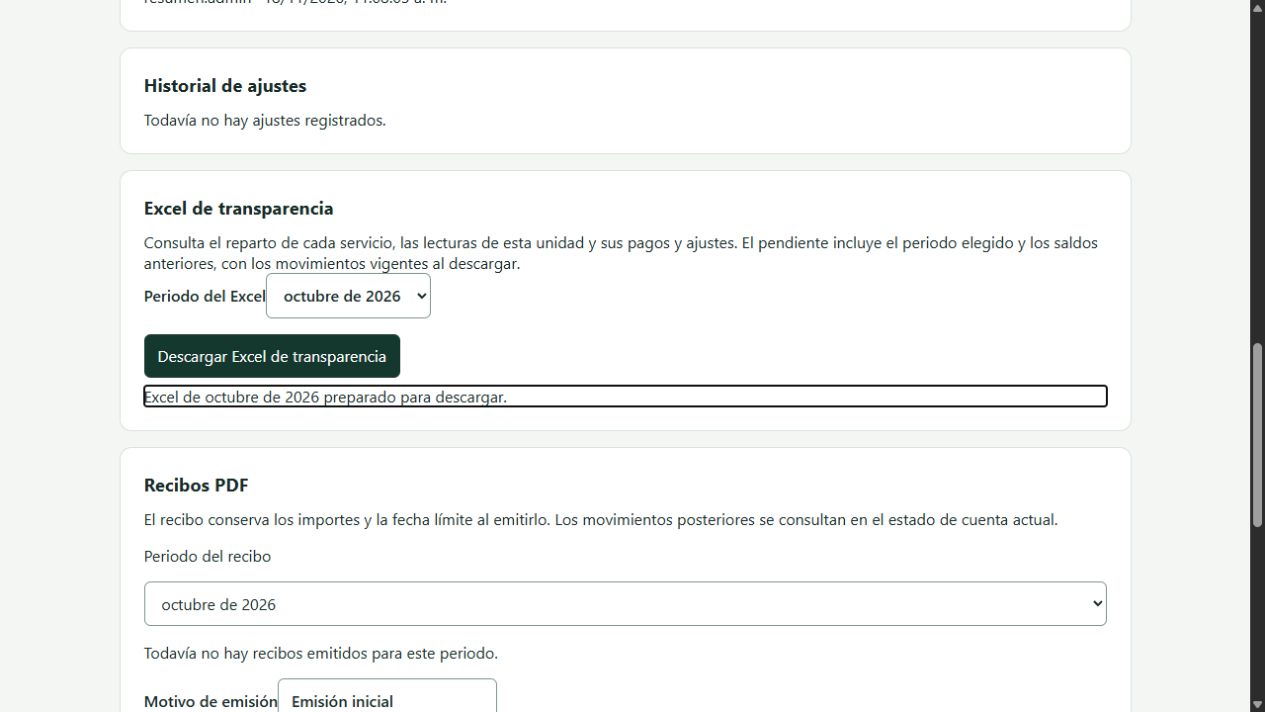 Historial de ajustes
Todavía no hay ajustes registrados.
Excel de transparencia
Consulta el reparto de cada servicio, las lecturas de esta unidad y sus pagos y ajustes. El pendiente incluye el periodo elegido y los saldos
anteriores, con los movimientos vigentes al descargar.
Periodo del Excel octubre de 2026
Descargar Excel de transparencia
Excel de octubre de 2026 preparado para descargar.
Recibos PDF
El recibo conserva los importes y la fecha límite al emitirlo. Los movimientos posteriores se consultan en el estado de cuenta actual.
Periodo del recibo
octubre de 2026
Todavía no hay recibos emitidos para este periodo.
Motivo de emisión Emisión inicial